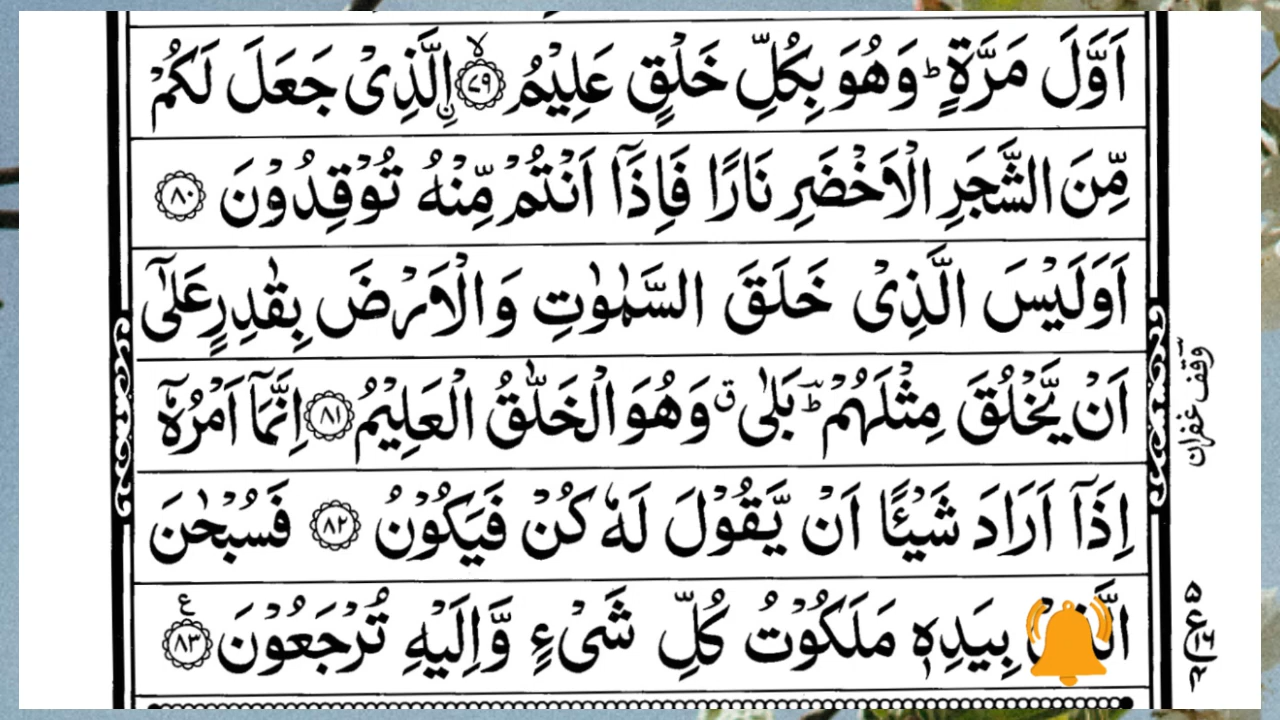 اَوَّلَ مَرَّةٍ ؕ وَهُوَ بِكُلِّ خَلْقٍ عَلِيْمُ ۙ‏﴿۷۹﴾ اۨلَّذِىْ جَعَلَ لَكُمْ
مِّنَ الشَّجَرِ الْاَخْضَرِ نَارًا فَاِذَاۤ اَنْتُمْ مِّنْهُ تُوْقِدُوْنَ ﴿۸۰﴾
اَوَلَيْسَ الَّذِىْ خَلَقَ السَّمٰوٰتِ وَالْاَرْضَ بِقٰدِرٍ عَلٰٓى
اَنْ يَّخْلُقَ مِثْلَهُمْ ؕؔ بَلٰى ۗ وَهُوَ الْخَلّٰقُ الْعَلِيْمُ ﴿۸۱﴾ اِنَّمَاۤ اَمْرُهٗۤ
اِذَاۤ اَرَادَ شَيْـًٔا اَنْ يَّقُوْلَ لَهٗ كُنْ فَيَكُوْنُ ﴿۸۲﴾ فَسُبْحٰنَ
بِيَدِهٖ مَلَكُوْتُ كُلِّ شَىْءٍ وَّاِلَيْهِ تُرْجَعُوْنَ ﴿۸۳﴾ ع
وقف غفران